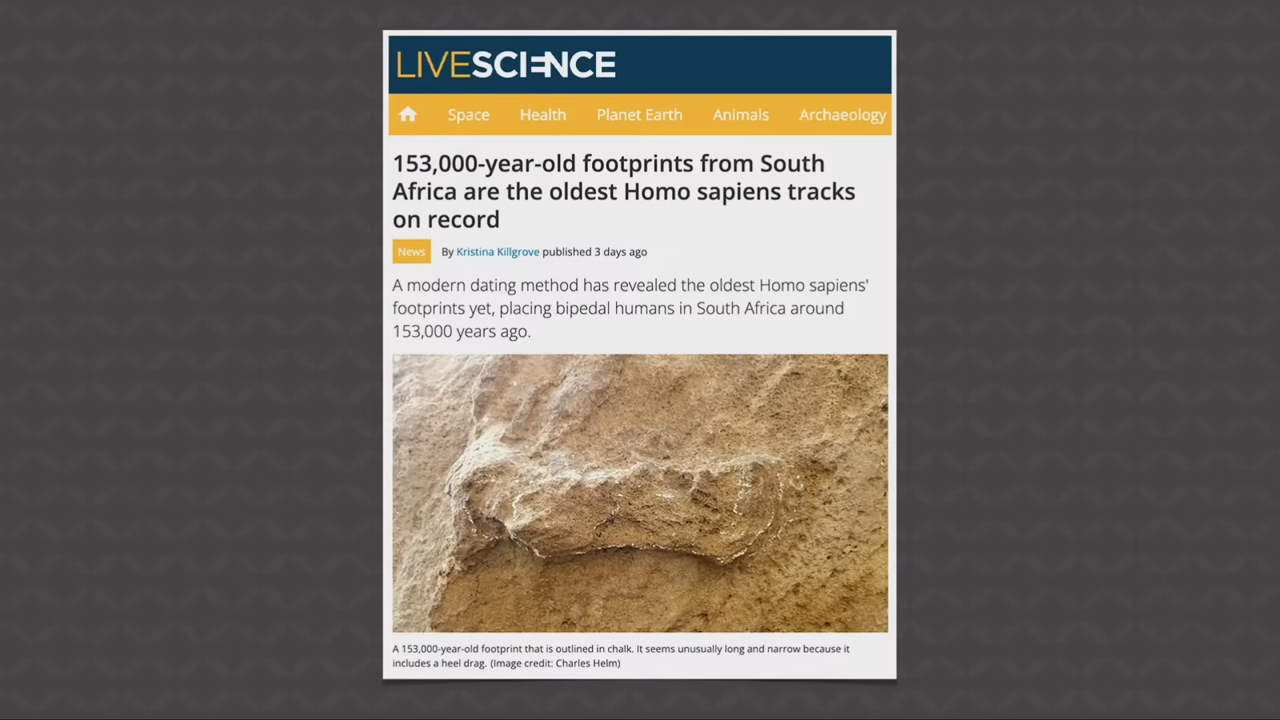 LIVESCIENCE
Space Health Planet Earth Animals Archaeology
153,000-year-old footprints from South
Africa are the oldest Homo sapiens tracks
on record
News By Kristina Killgrove published 3 days ago
A modern dating method has revealed the oldest Homo sapiens'
footprints yet, placing bipedal humans in South Africa around
153,000 years ago.
A 153,000-year-old footprint that is outlined in chalk. It seems unusually long and narrow because it
includes a heel drag. (Image credit: Charles Helm)